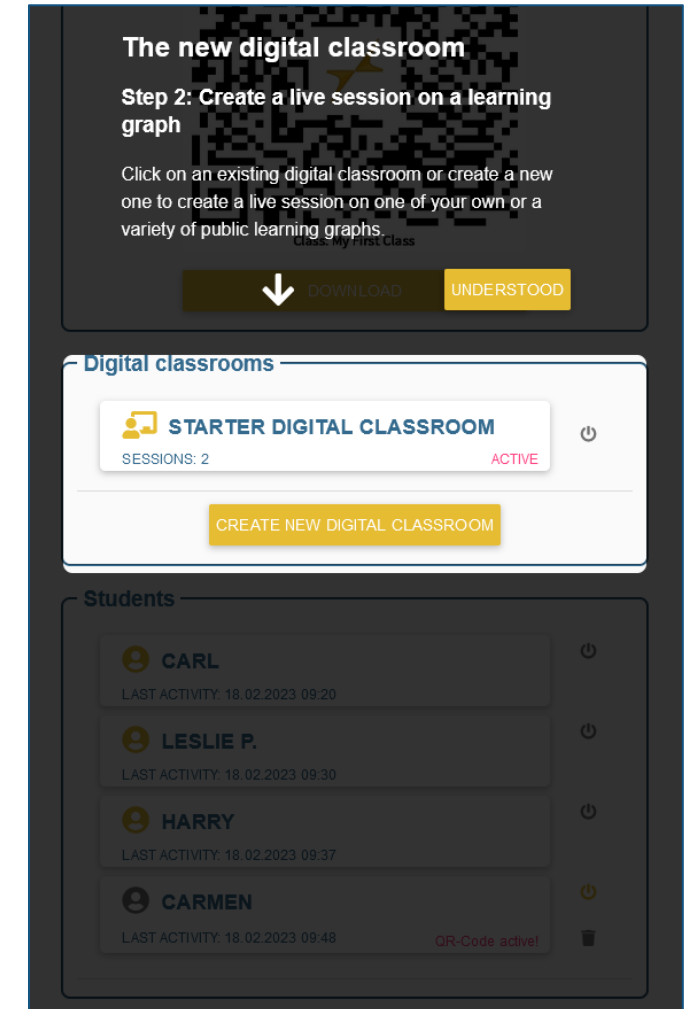 The new digital classroom
Step 2: Create a live session on a learning
graph
Click on an existing digital classroom or create a new
one to create a live session on one of your own or a
variety of public learning graphs.
Class: My First Class
DOWNLOAD
UNDERSTOOD
Digital classrooms
STARTER DIGITAL CLASSROOM
SESSIONS: 2
ACTIVE
CREATE NEW DIGITAL CLASSROOM
Students
CARL
LAST ACTIVITY: 18.02.2023 09:20
LESLIE P.
LAST ACTIVITY: 18.02.2023 09:30
HARRY
LAST ACTIVITY: 18.02.2023 09:37
CARMEN
LAST ACTIVITY: 18.02.2023 09:48
QR-Code active!